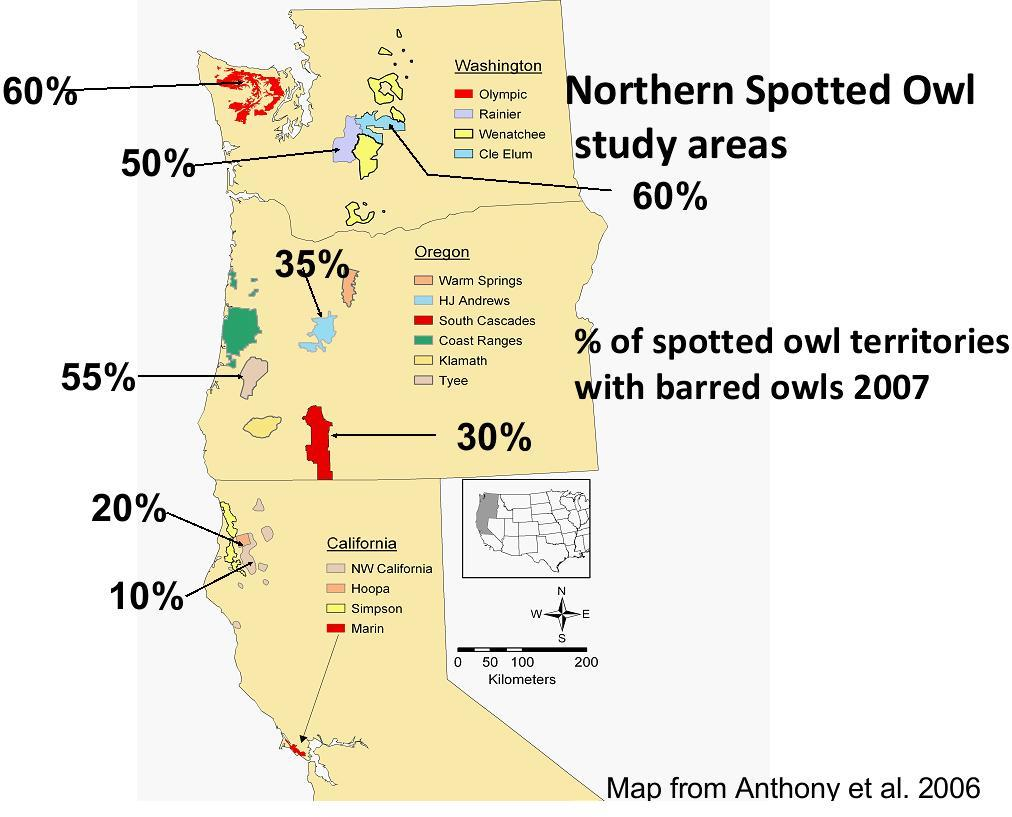 Northern Spotted Owl
study areas
60%
50%
60%
Washington
Olympic
Rainier
Wenatchee
Cle Elum
35%
Oregon
Warm Springs
HJ Andrews
South Cascades
Coast Ranges
Klamath
Tyee
% of spotted owl territories
with barred owls 2007
55%
30%
20%
10%
California
NW California
Hoopa
Simpson
Marin
N
W E
S
0 50 100 200
Kilometers
Map from Anthony et al. 2006